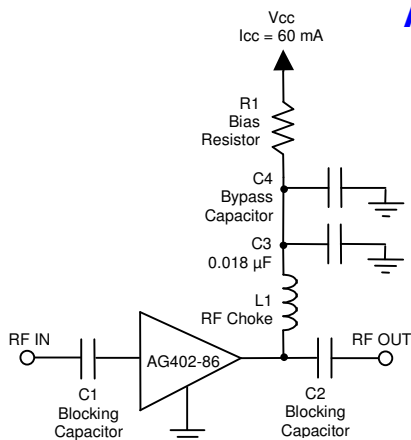 Vcc
Icc = 60 mA
R1
Bias
Resistor
C4
Bypass
Capacitor
C3
0.018 µF
L1
RF Choke
RF IN
AG402-86
RF OUT
C1
Blocking
Capacitor
C2
Blocking
Capacitor